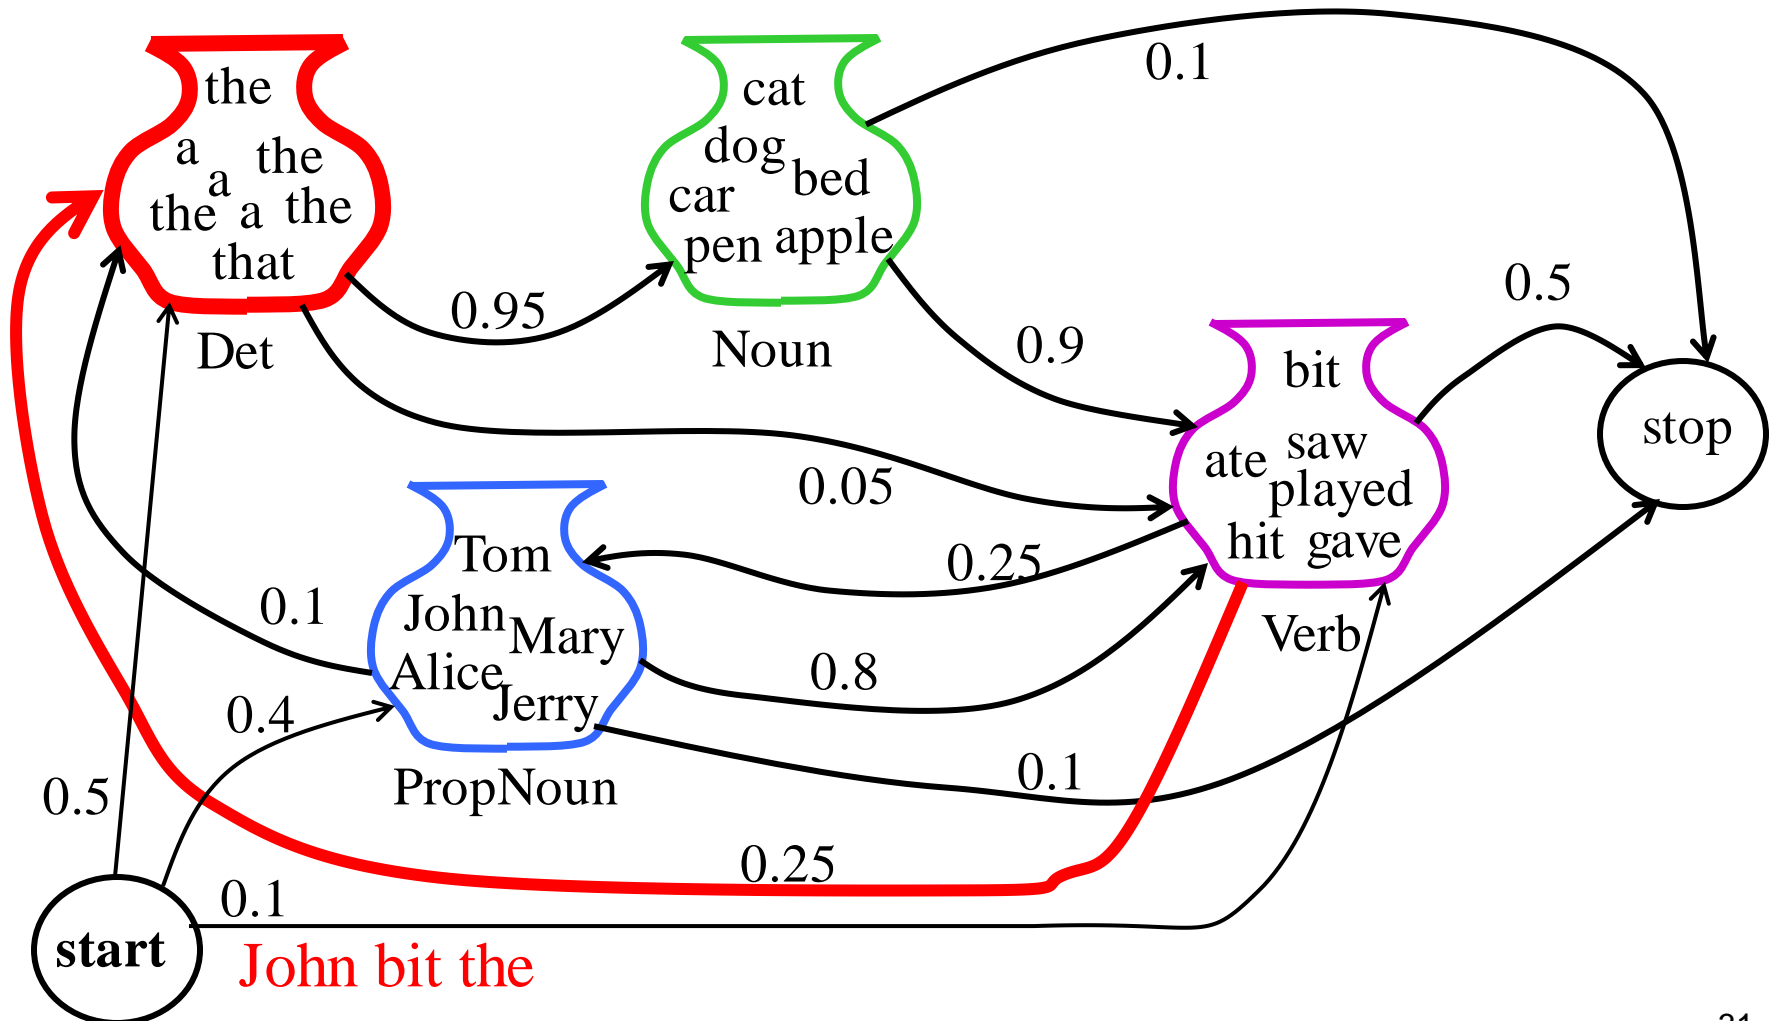 the
a
the
a
the
a
the
that
Det
cat
dog
bed
car
apple
pen
Noun
0.1
0.95
0.9
0.5
bit
saw
ate
played
hit
gave
Verb
stop
0.05
0.25
Tom
John
Mary
Alice
Jerry
PropNoun
0.1
0.4
0.8
0.1
0.5
0.25
0.1
start
John bit the